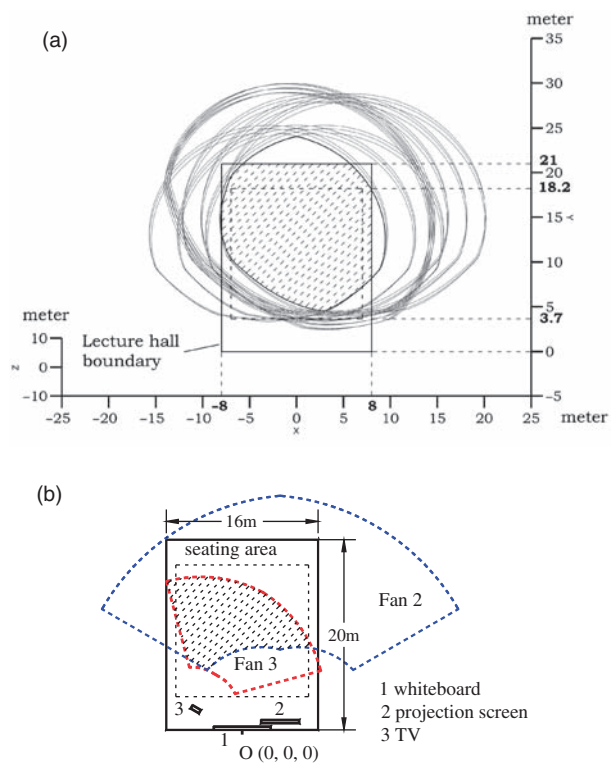 (a)
meter
35
30
25
21
20
18.2
15
Y
10
5
3.7
0
-5
meter
10
Z
0
-10
Lecture hall
boundary
-25 -20 -15 -10 -5 0 5 10 15 20 25
-8 8
X
meter
(b)
16m
seating area
Fan 2
20m
Fan 3
1 whiteboard
2 projection screen
3 TV
3
2
1
O (0, 0, 0)